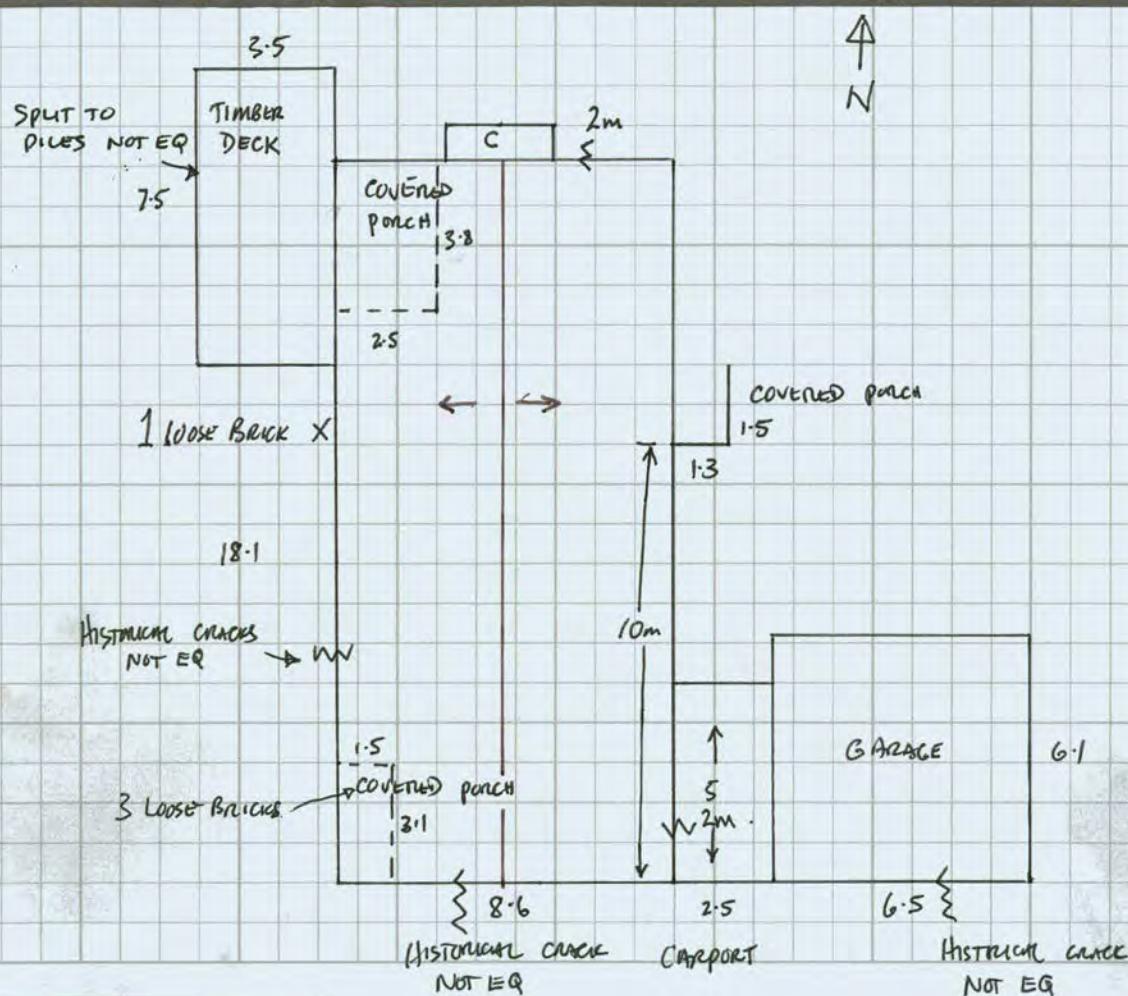 3.5
N
SPLIT TO
PILES NOT EQ
TIMBER
DECK
C
2m
7.5
COVERED
PORCH
3.8
2.5
COVERED PORCH
1 LOOSE BRICK X
1.5
1.3
18.1
10m
HISTORICAL CRACKS
NOT EQ
GARAGE
6.1
1.5
COVERED PORCH
5
3 LOOSE BRICKS
3.1
2m.
8.6
2.5
6.5
HISTORICAL CRACK
NOT EQ
CARPORT
HISTORICAL CRACK
NOT EQ